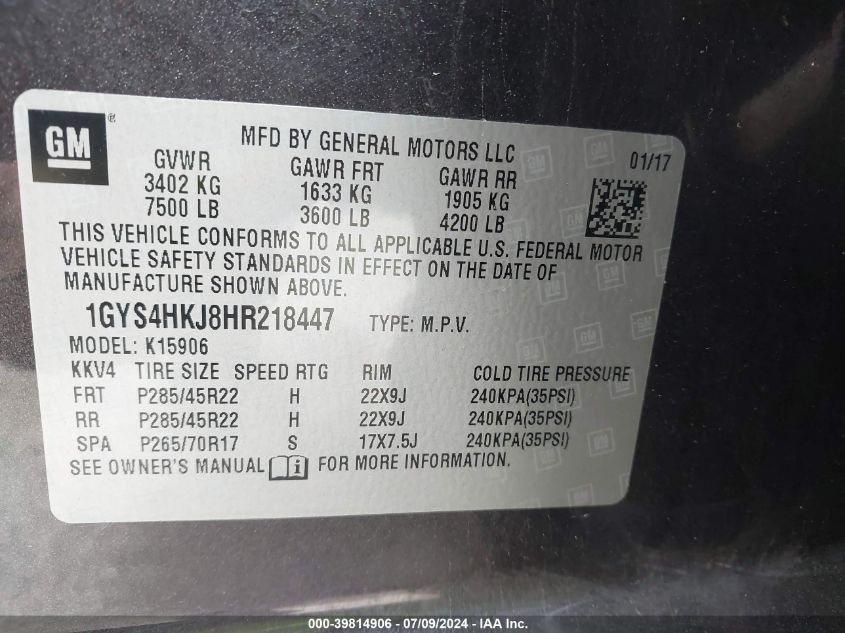 GM®
MFD BY GENERAL MOTORS LLC
01/17
GVWR GAWR FRT GAWR RR
3402 KG 1633 KG 1905 KG
7500 LB 3600 LB 4200 LB
THIS VEHICLE CONFORMS TO ALL APPLICABLE U.S. FEDERAL MOTOR
VEHICLE SAFETY STANDARDS IN EFFECT ON THE DATE OF
MANUFACTURE SHOWN ABOVE.
1GYS4HKJ8HR218447 TYPE: M.P.V.
MODEL: K15906
KKV4 TIRE SIZE SPEED RTG RIM COLD TIRE PRESSURE
FRT P285/45R22 H 22X9J 240KPA(35PSI)
RR P285/45R22 H 22X9J 240KPA(35PSI)
SPA P265/70R17 S 17X7.5J 240KPA(35PSI)
SEE OWNER'S MANUAL i FOR MORE INFORMATION.
000-39814906 - 07/09/2024 - IAA Inc.